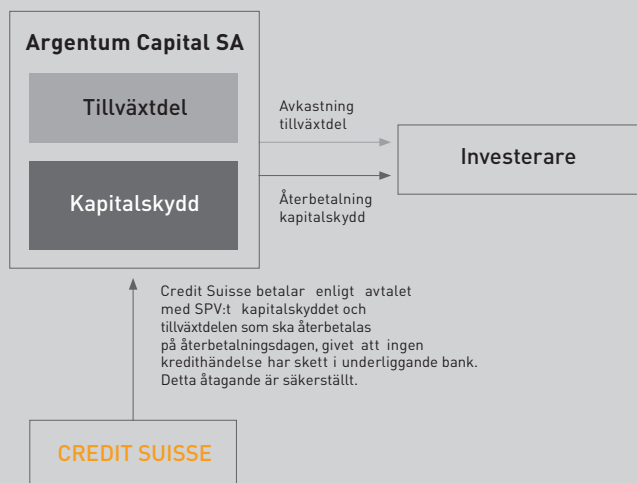 Argentum Capital SA
Tillväxtdel
Kapitalskydd
Avkastning
tillväxtdel
Återbetalning
kapitalskydd
Investerare
Credit Suisse betalar enligt avtalet
med SPV:t kapitalskyddet och
tillväxtdelen som ska återbetalas
på återbetalningsdagen, givet att ingen
kredithändelse har skett i underliggande bank.
Detta åtagande är säkerställt.
CREDIT SUISSE